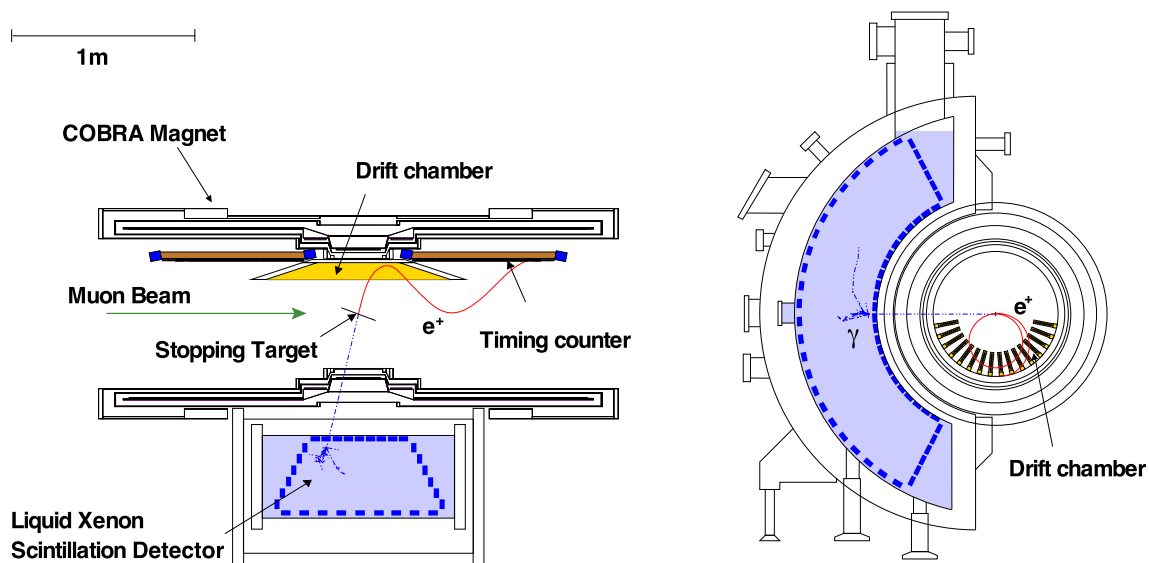 1m
COBRA Magnet
Drift chamber
Muon Beam
e+
Stopping Target
Timing counter
Liquid Xenon
Scintillation Detector
γ
e+
Drift chamber